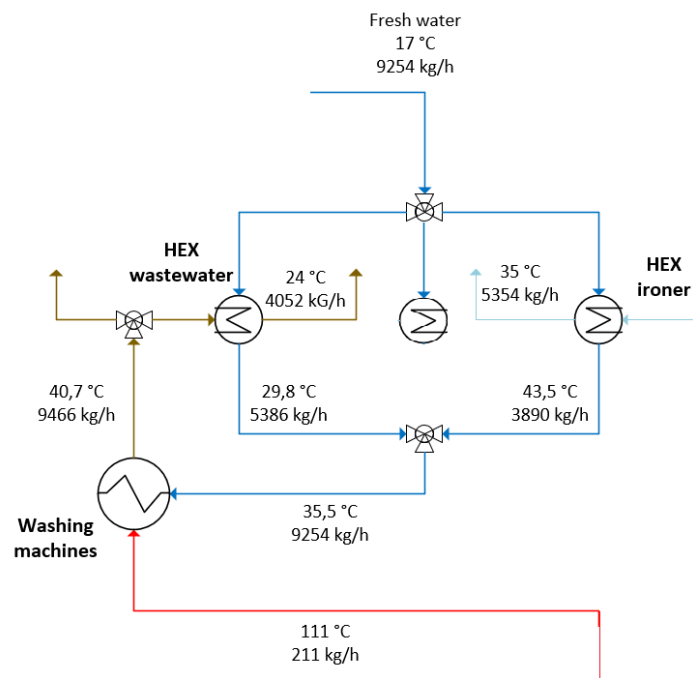 Fresh water
17 °C
9254 kg/h
HEX
wastewater
24 °C
4052 kG/h
35 °C
5354 kg/h
HEX
ironer
40,7 °C
9466 kg/h
29,8 °C
5386 kg/h
43,5 °C
3890 kg/h
Washing
machines
35,5 °C
9254 kg/h
111 °C
211 kg/h